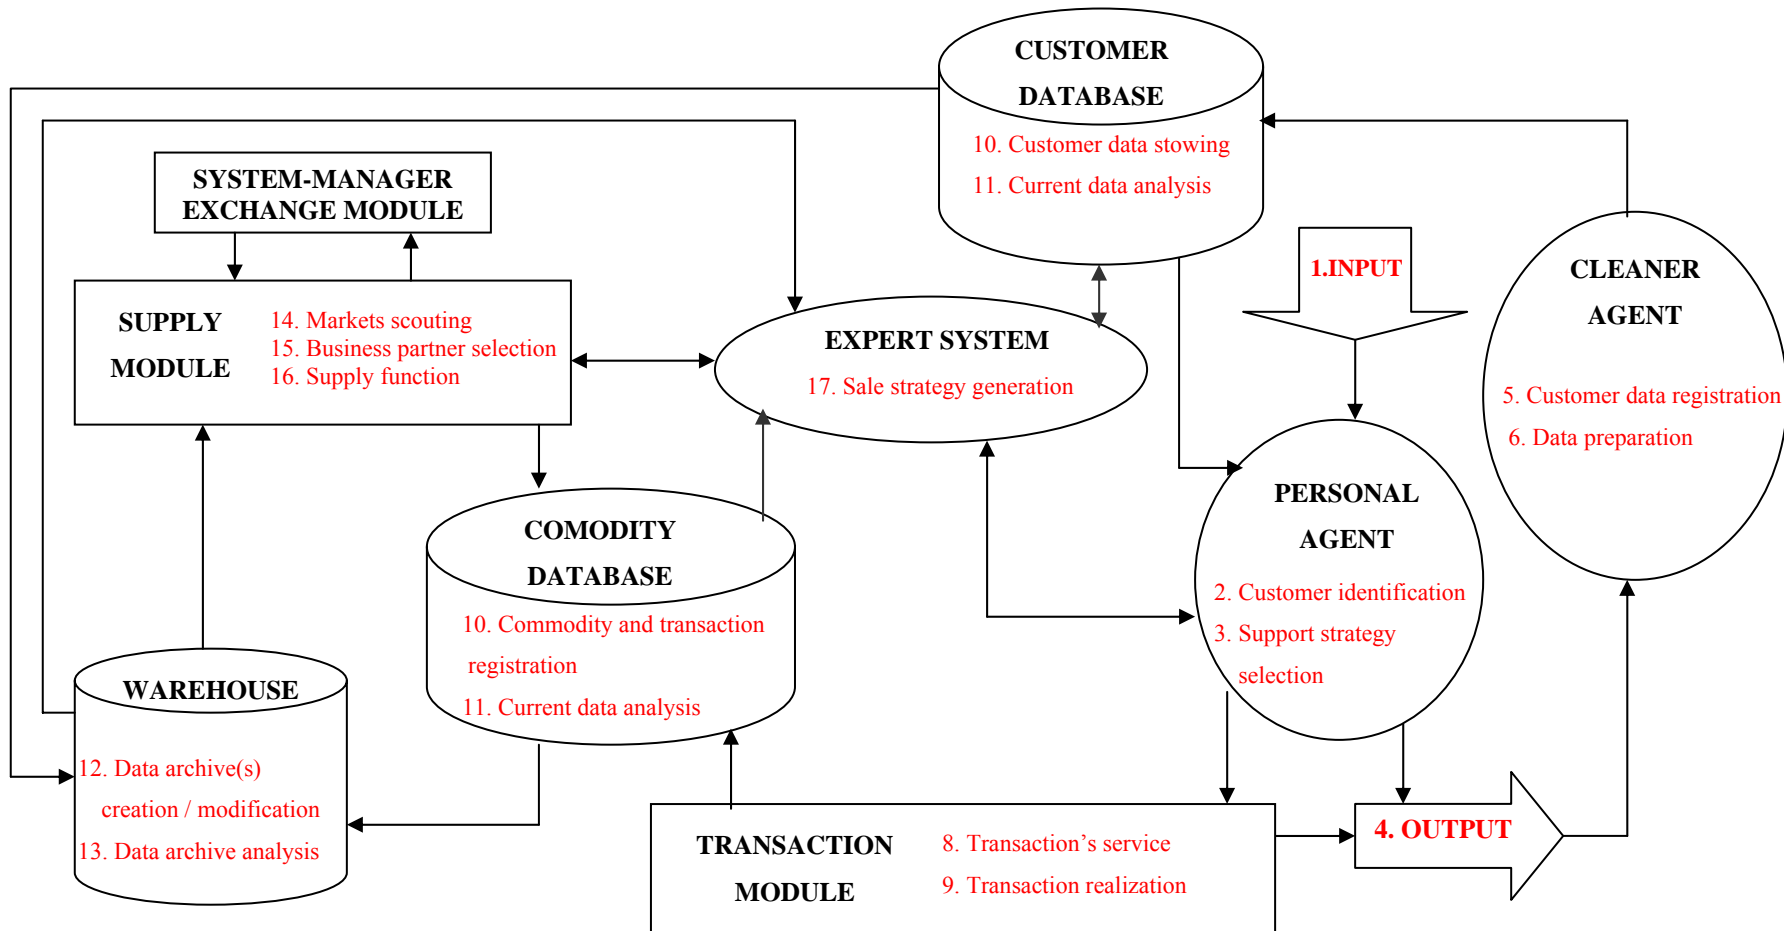 CUSTOMER
DATABASE
10. Customer data stowing
11. Current data analysis
SYSTEM-MANAGER
EXCHANGE MODULE
1.INPUT
CLEANER
AGENT
5. Customer data registration
6. Data preparation
SUPPLY
MODULE
14. Markets scouting
15. Business partner selection
16. Supply function
EXPERT SYSTEM
17. Sale strategy generation
PERSONAL
AGENT
2. Customer identification
3. Support strategy
selection
COMODITY
DATABASE
10. Commodity and transaction
registration
11. Current data analysis
WAREHOUSE
12. Data archive(s)
creation / modification
13. Data archive analysis
TRANSACTION
MODULE
8. Transaction’s service
9. Transaction realization
4. OUTPUT